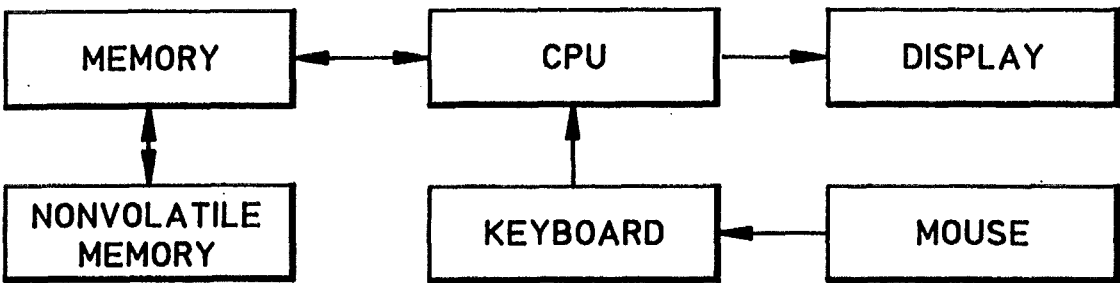 MEMORY
CPU
DISPLAY
NONVOLATILE
MEMORY
KEYBOARD
MOUSE